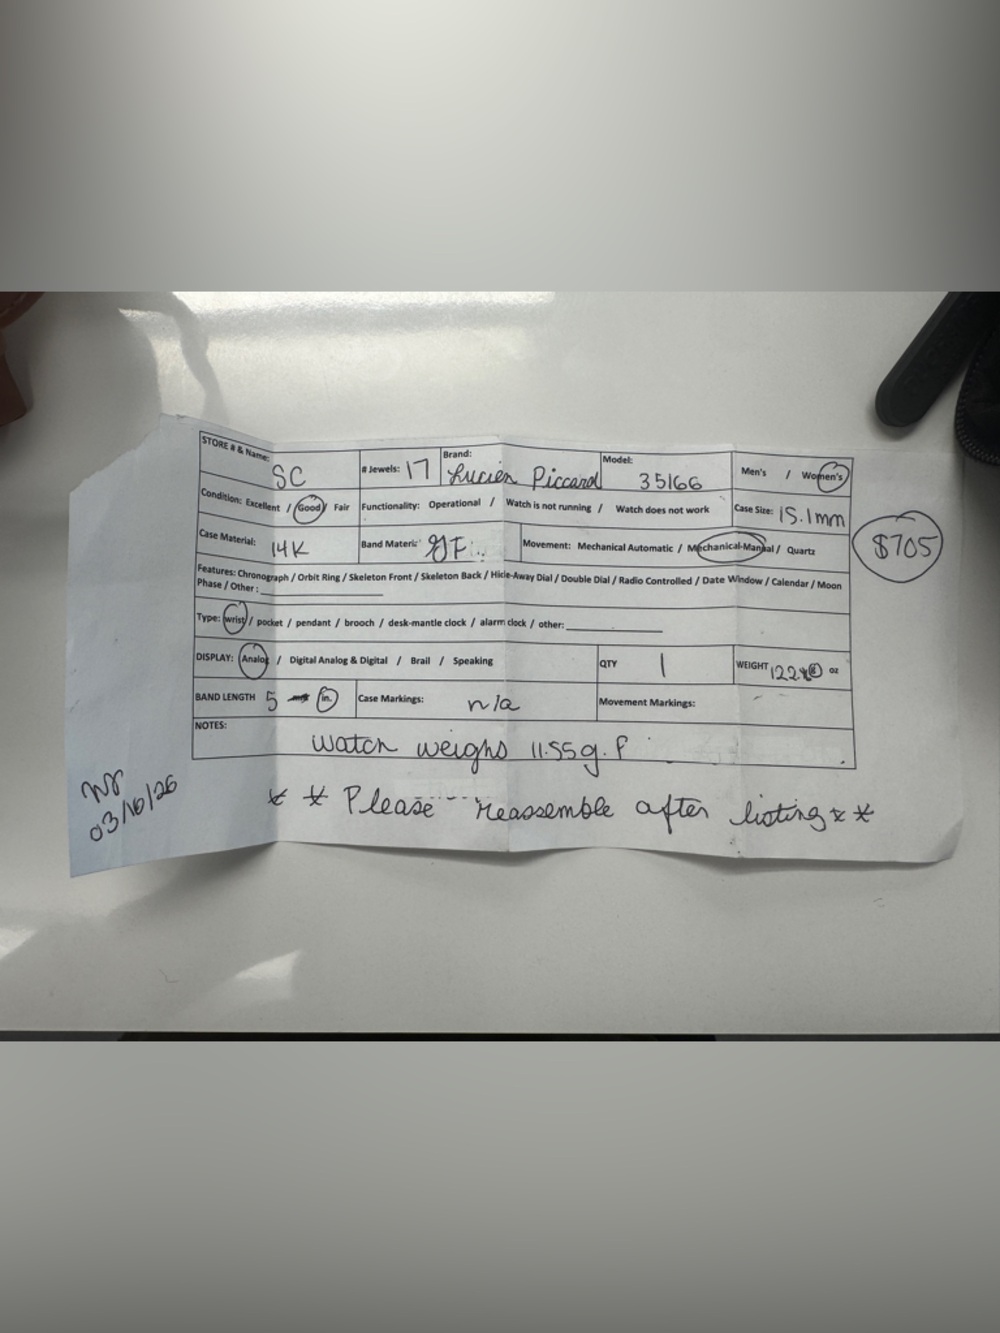 STORE # & Name: SC # Jewels: 17 Brand: Lucien Piccard Model: 35166 Men's / Women's
Condition: Excellent / Good / Fair Functionality: Operational / Watch is not running / Watch does not work Case Size: 15.1mm
$705
Case Material: 14K Band Materi GF Movement: Mechanical Automatic / Mechanical-Manual / Quartz
Features: Chronograph / Orbit Ring / Skeleton Front / Skeleton Back / Hide-Away Dial / Double Dial / Radio Controlled / Date Window / Calendar / Moon
Phase / Other :
Type: wrist / pocket / pendant / brooch / desk-mantle clock / alarm clock / other:
DISPLAY: Analog / Digital Analog & Digital / Brail / Speaking QTY 1 WEIGHT oz
BAND LENGTH 5 in. Case Markings: n/a Movement Markings:
NOTES:
Watch weighs 11.55g.
* * Please reassemble after listing * *
03/16/26